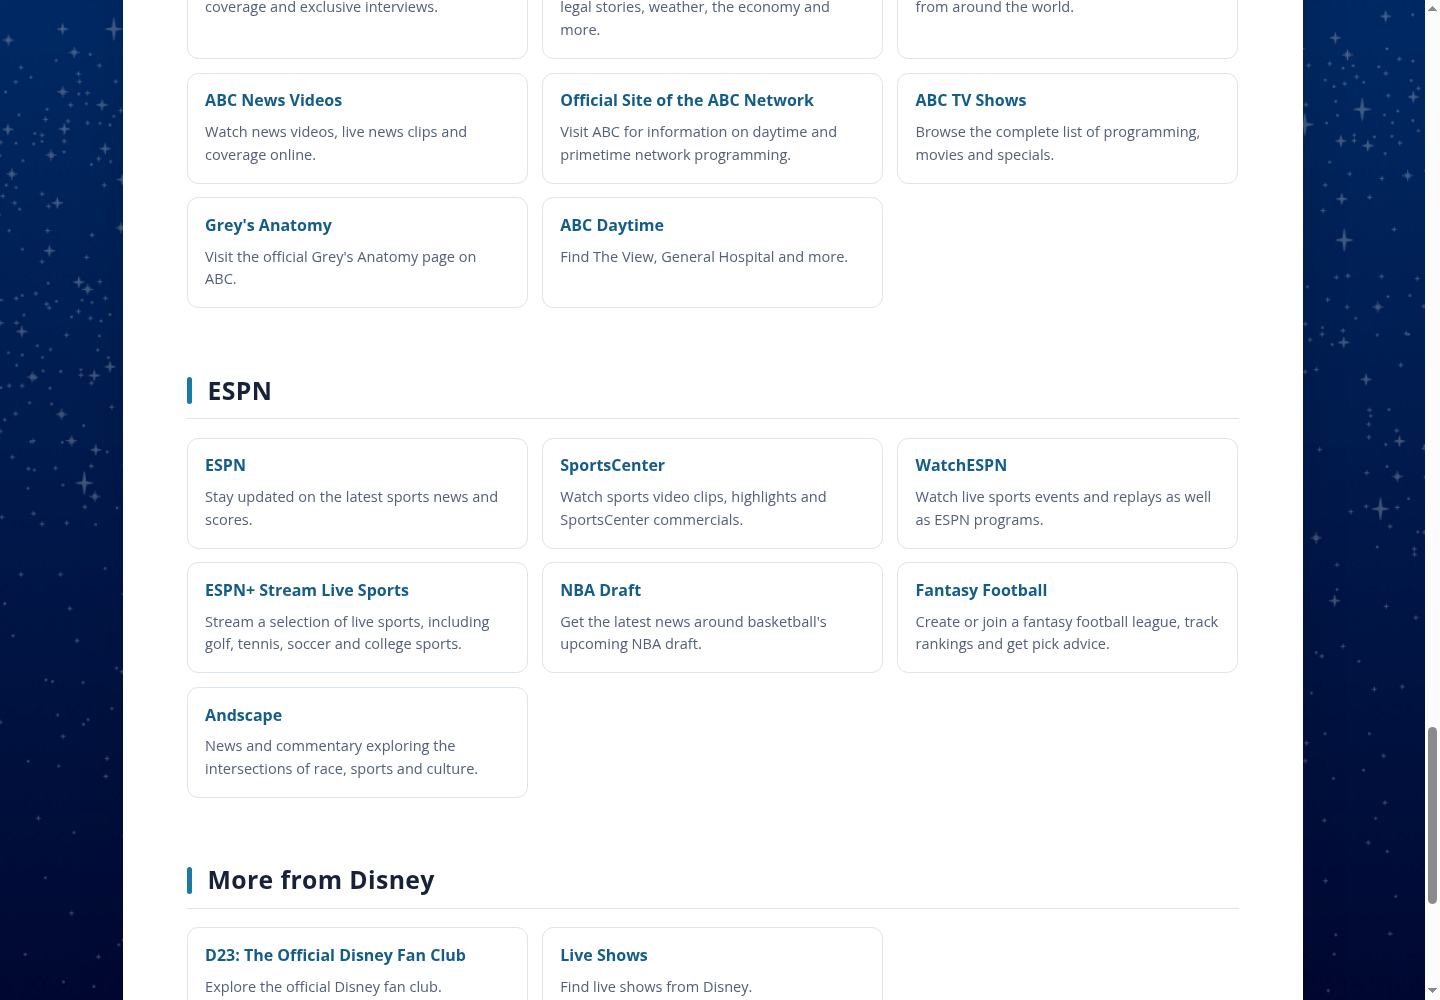 coverage and exclusive interviews.
legal stories, weather, the economy and
more.
from around the world.
ABC News Videos
Watch news videos, live news clips and
coverage online.
Official Site of the ABC Network
Visit ABC for information on daytime and
primetime network programming.
ABC TV Shows
Browse the complete list of programming,
movies and specials.
Grey's Anatomy
Visit the official Grey's Anatomy page on
ABC.
ABC Daytime
Find The View, General Hospital and more.
ESPN
ESPN
Stay updated on the latest sports news and
scores.
SportsCenter
Watch sports video clips, highlights and
SportsCenter commercials.
WatchESPN
Watch live sports events and replays as well
as ESPN programs.
ESPN+ Stream Live Sports
Stream a selection of live sports, including
golf, tennis, soccer and college sports.
NBA Draft
Get the latest news around basketball's
upcoming NBA draft.
Fantasy Football
Create or join a fantasy football league, track
rankings and get pick advice.
Andscape
News and commentary exploring the
intersections of race, sports and culture.
More from Disney
D23: The Official Disney Fan Club
Explore the official Disney fan club.
Live Shows
Find live shows from Disney.